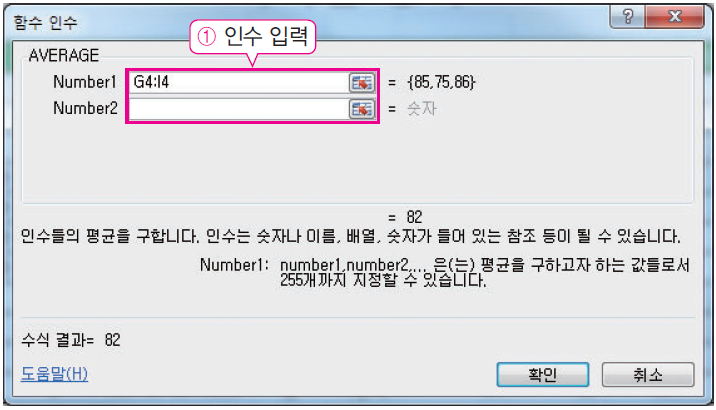 함수 인수
① 인수 입력
AVERAGE
Number1 G4:I4 = {85,75,86}
Number2 = 숫자
= 82
인수들의 평균을 구합니다. 인수는 숫자나 이름, 배열, 숫자가 들어 있는 참조 등이 될 수 있습니다.
Number1: number1,number2,... 은(는) 평균을 구하고자 하는 값들로서
255개까지 지정할 수 있습니다.
수식 결과= 82
도움말(H)
확인 취소